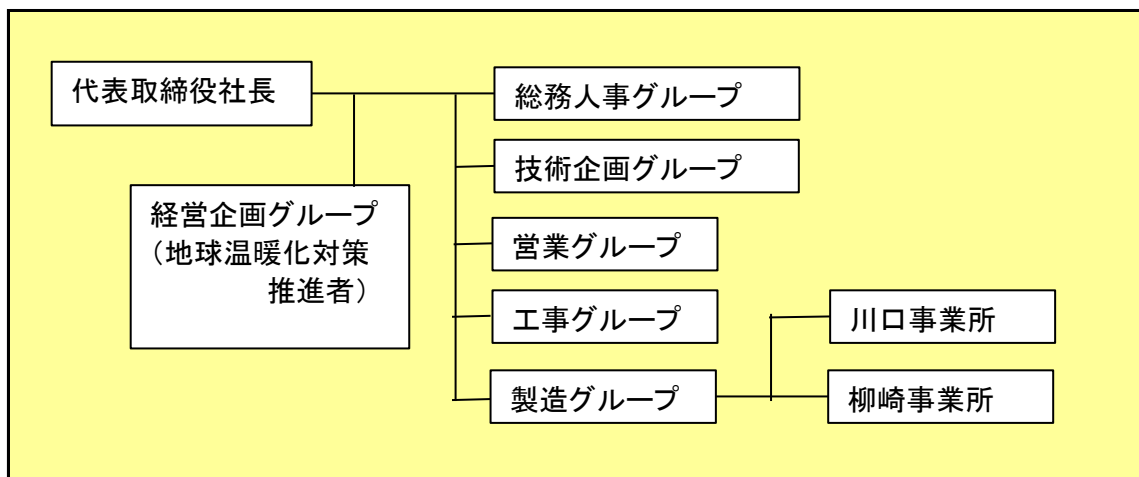 代表取締役社長
総務人事グループ
技術企画グループ
経営企画グループ
（地球温暖化対策
推進者）
営業グループ
工事グループ
川口事業所
製造グループ
柳崎事業所